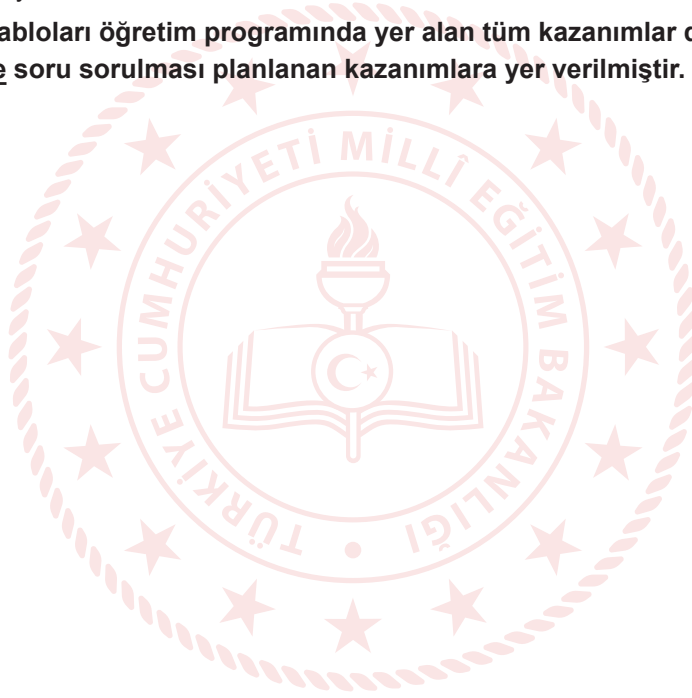 abloları öğretim programında yer alan tüm kazanımlar
soru sorulması planlanan kazanımlara yer verilmiştir.
TÜRKİYE CUMHURİYETİ MİLLÎ EĞİTİM BAKANLIĞI